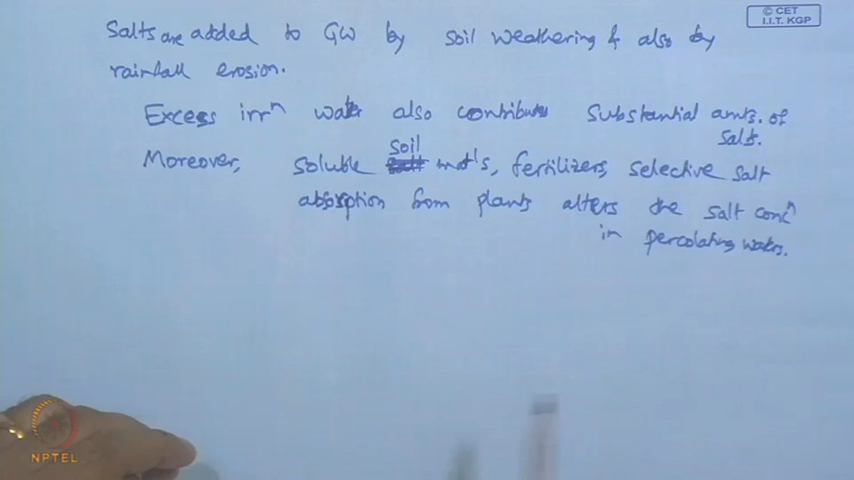 © CET
I.I.T. KGP
Salts are added to GW by soil weathering & also by
rainfall erosion.
Excess irrⁿ water also contributes substantial amts. of
salts.
Moreover, soluble soil mat'ls, fertilizers, selective salt
absorption from plants alters the salt concⁿ
in percolating waters.
NPTEL